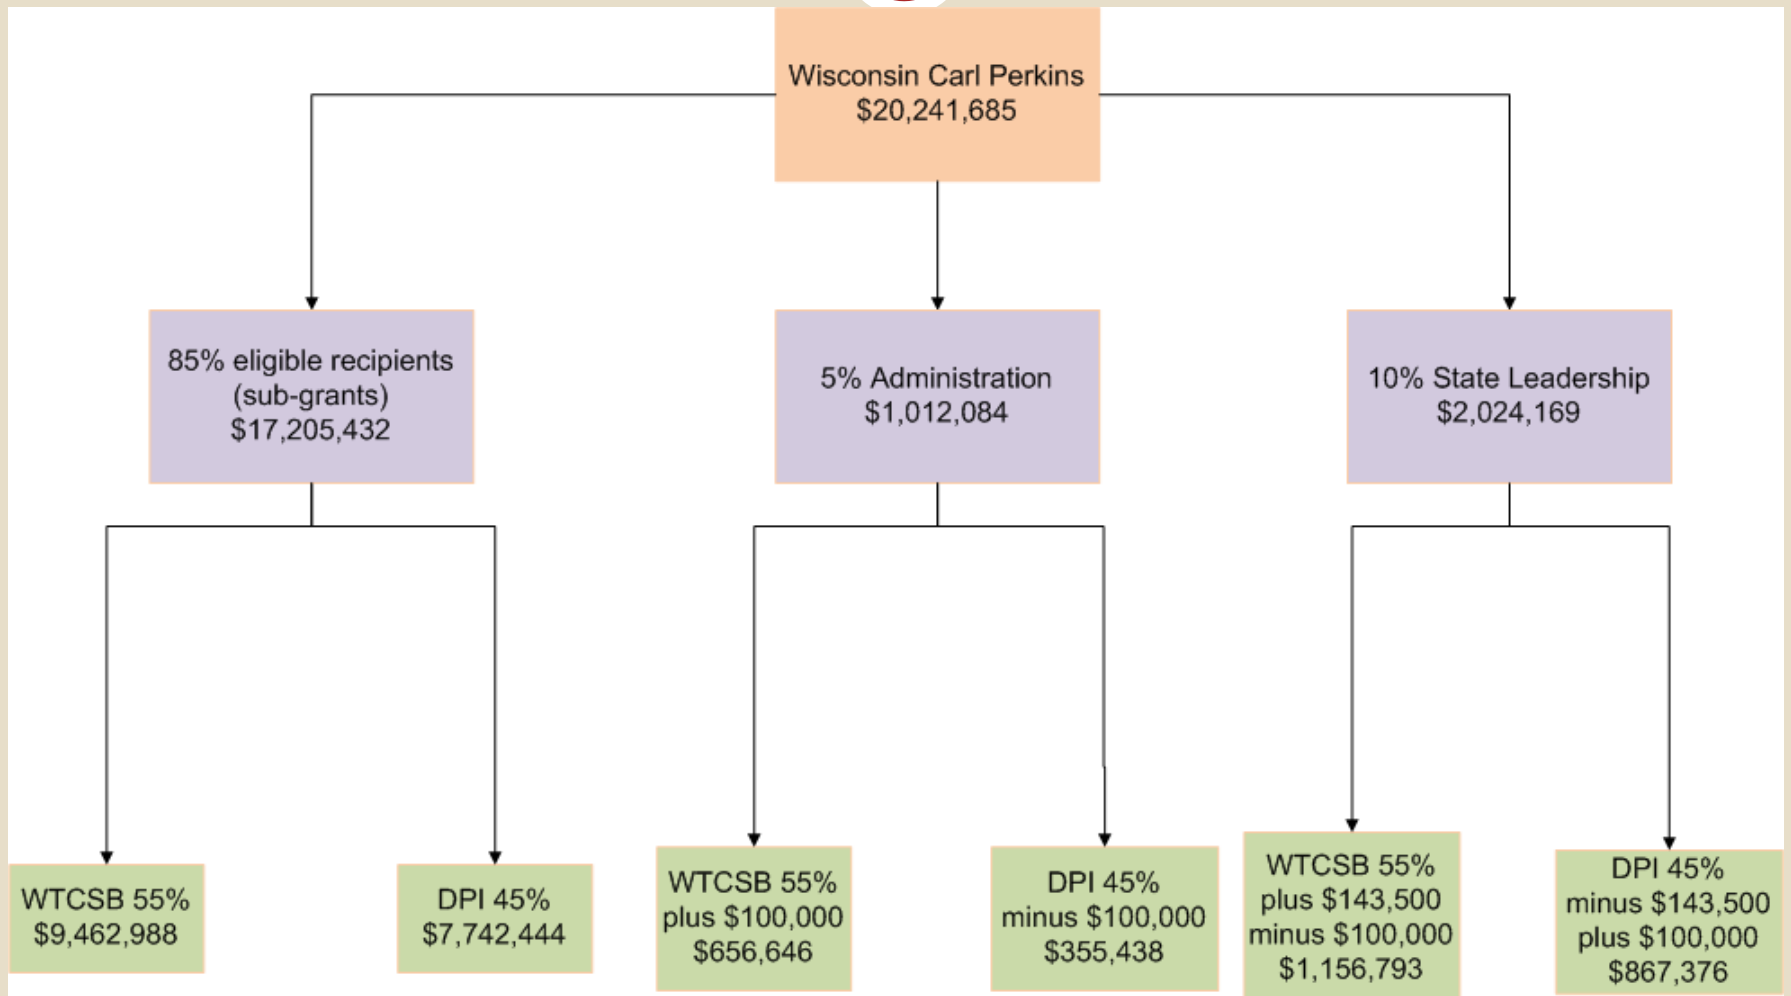 Wisconsin Carl Perkins
$20,241,685
85% eligible recipients
(sub-grants)
$17,205,432
5% Administration
$1,012,084
10% State Leadership
$2,024,169
WTCSB 55%
$9,462,988
DPI 45%
$7,742,444
WTCSB 55%
plus $100,000
$656,646
DPI 45%
minus $100,000
$355,438
WTCSB 55%
plus $143,500
minus $100,000
$1,156,793
DPI 45%
minus $143,500
plus $100,000
$867,376